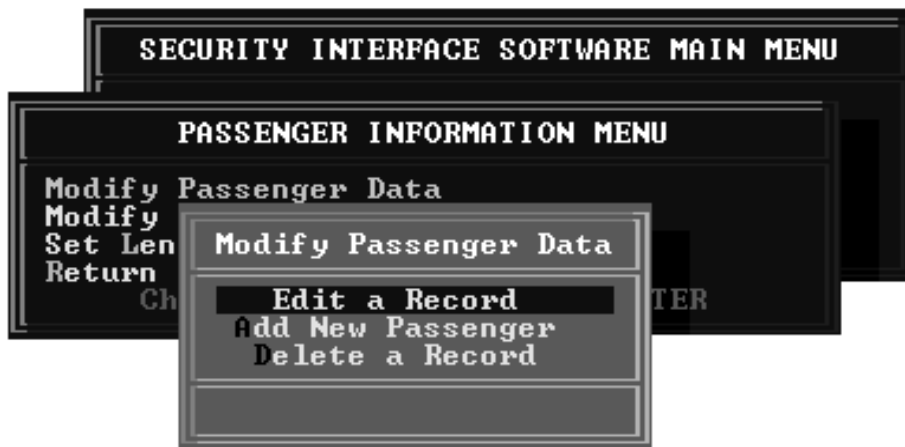 SECURITY INTERFACE SOFTWARE MAIN MENU
PASSENGER INFORMATION MENU
Modify Passenger Data
Modify
Set Len
Return
Ch TER
Modify Passenger Data
Edit a Record
Add New Passenger
Delete a Record